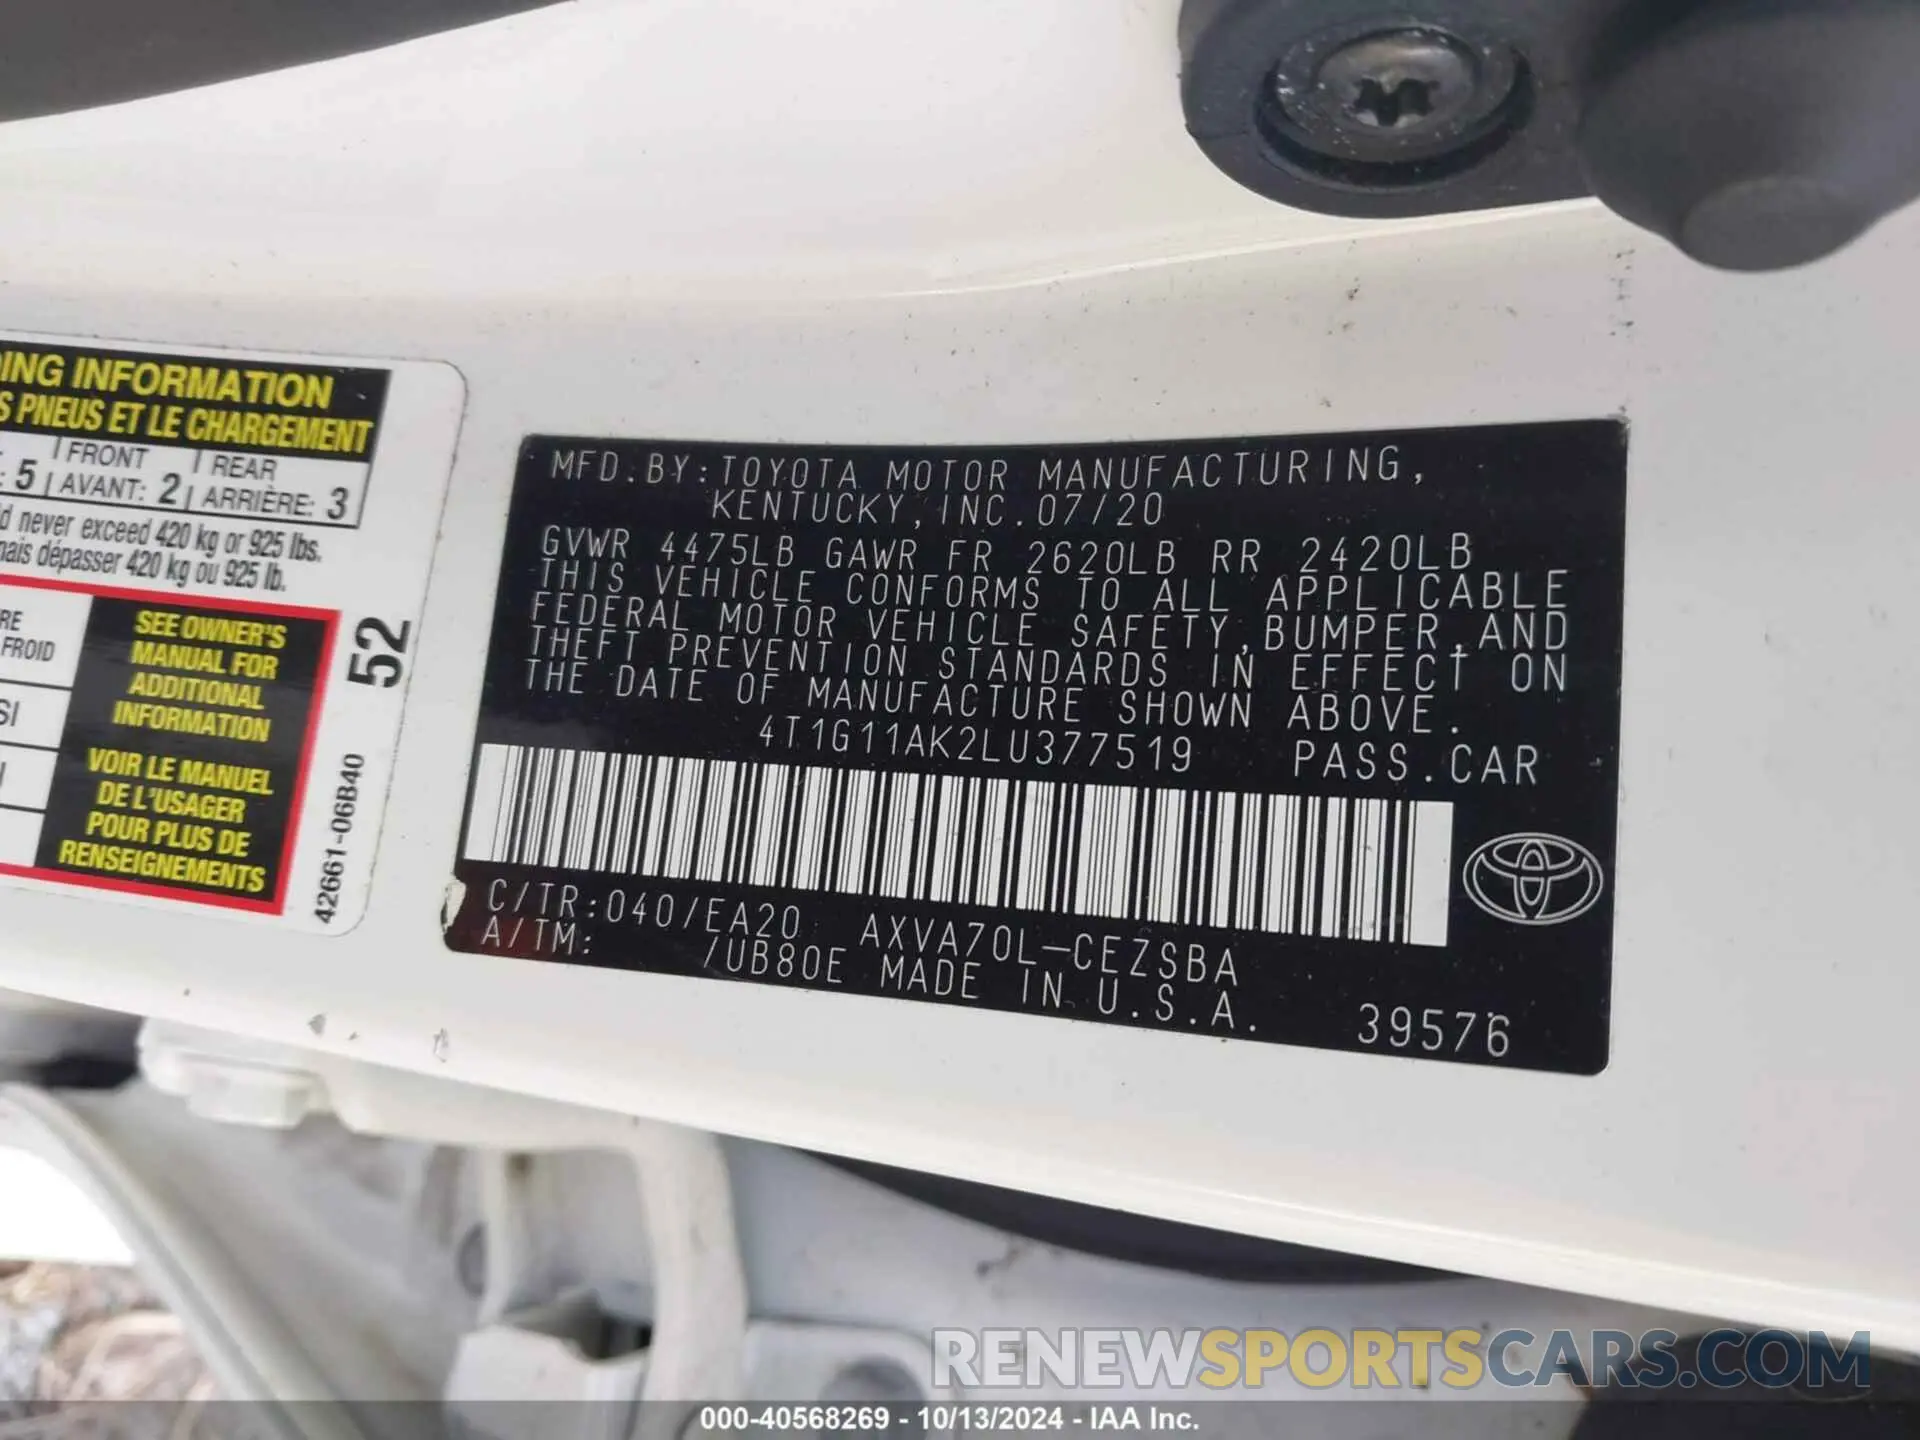 ING INFORMATION
S PNEUS ET LE CHARGEMENT
: 5 FRONT AVANT: 2 REAR ARRIÈRE: 3
never exceed 420 kg or 925 lbs.
dépasser 420 kg ou 925 lb.
RE
FROID
SI
SEE OWNER'S
MANUAL FOR
ADDITIONAL
INFORMATION
VOIR LE MANUEL
DE L'USAGER
POUR PLUS DE
RENSEIGNEMENTS
52
42661-06B40
MFD.BY:TOYOTA MOTOR MANUFACTURING,
KENTUCKY,INC.07/20
GVWR 4475LB GAWR FR 2620LB RR 2420LB
THIS VEHICLE CONFORMS TO ALL APPLICABLE
FEDERAL MOTOR VEHICLE SAFETY,BUMPER,AND
THEFT PREVENTION STANDARDS IN EFFECT ON
THE DATE OF MANUFACTURE SHOWN ABOVE.
4T1G11AK2LU377519 PASS.CAR
C/TR:040/EA20 AXVA70L-CEZSBA
A/TM: /UB80E MADE IN U.S.A.
39576
RENEWSPORTSCARS.COM
000-40568269 - 10/13/2024 - IAA Inc.